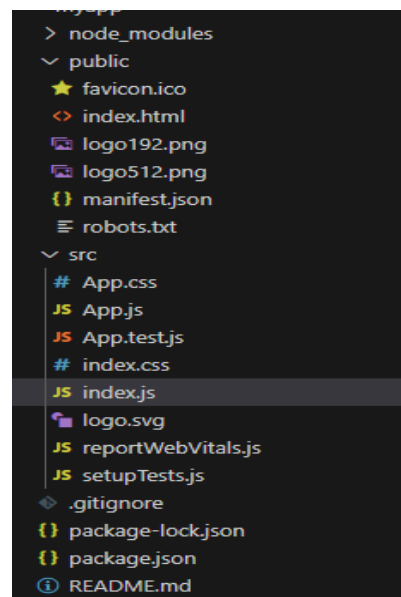 myapp
node_modules
public
favicon.ico
index.html
logo192.png
logo512.png
manifest.json
robots.txt
src
App.css
App.js
App.test.js
index.css
index.js
logo.svg
reportWebVitals.js
setupTests.js
.gitignore
package-lock.json
package.json
README.md